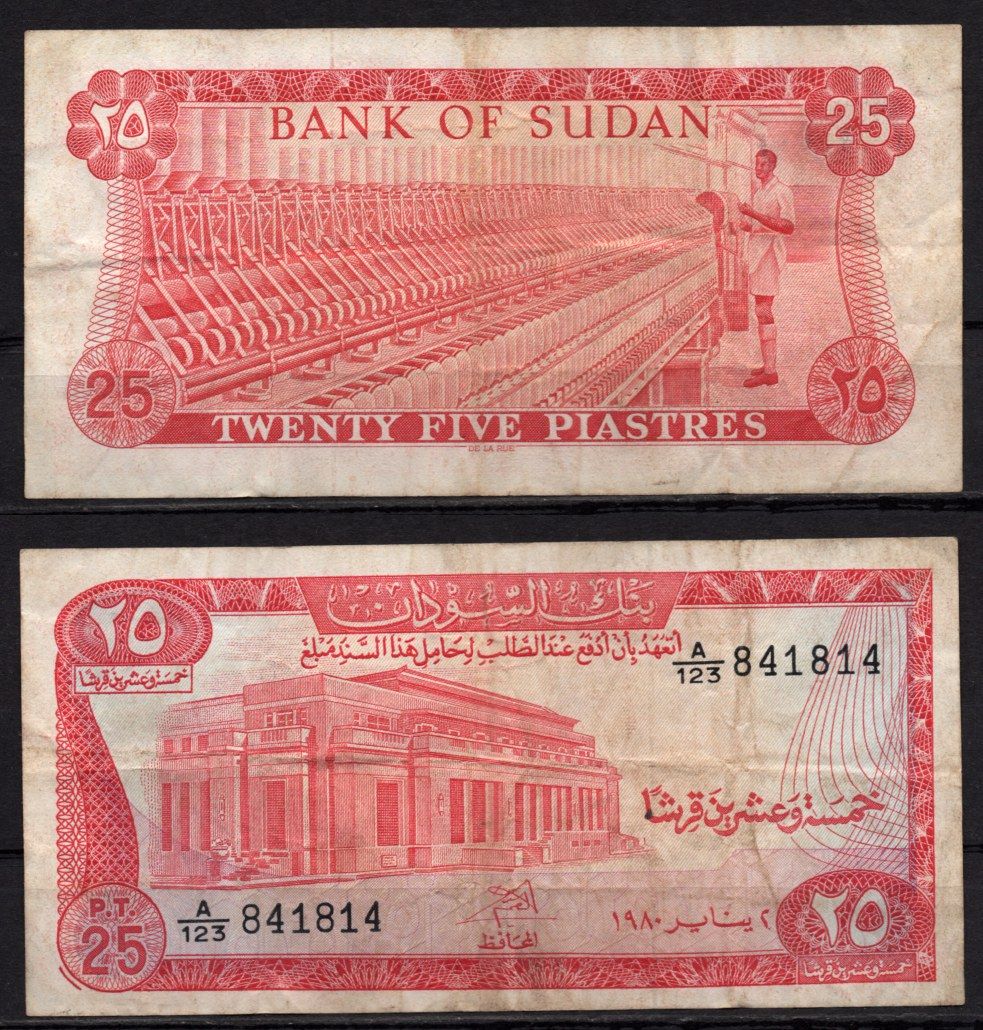 ٢٥
BANK OF SUDAN
25
25
٢٥
TWENTY FIVE PIASTRES
DE LA RUE
٢٥
بنك السودان
أتعهد بأن أدفع عند الطلب لحامل هذا السند مبلغ
خمسة وعشرين قرشا
A/123 841814
خمسة وعشرين قرشًا
P.T.
25
A/123 841814
المحافظ
٢ يناير ١٩٨٠
٢٥
خمسة وعشرين قرشا